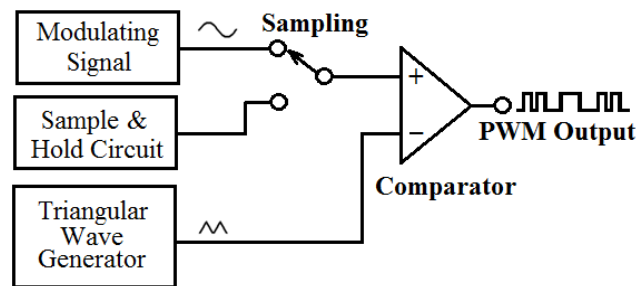 Modulating
Signal
Sampling
Sample &
Hold Circuit
+
−
PWM Output
Comparator
Triangular
Wave
Generator